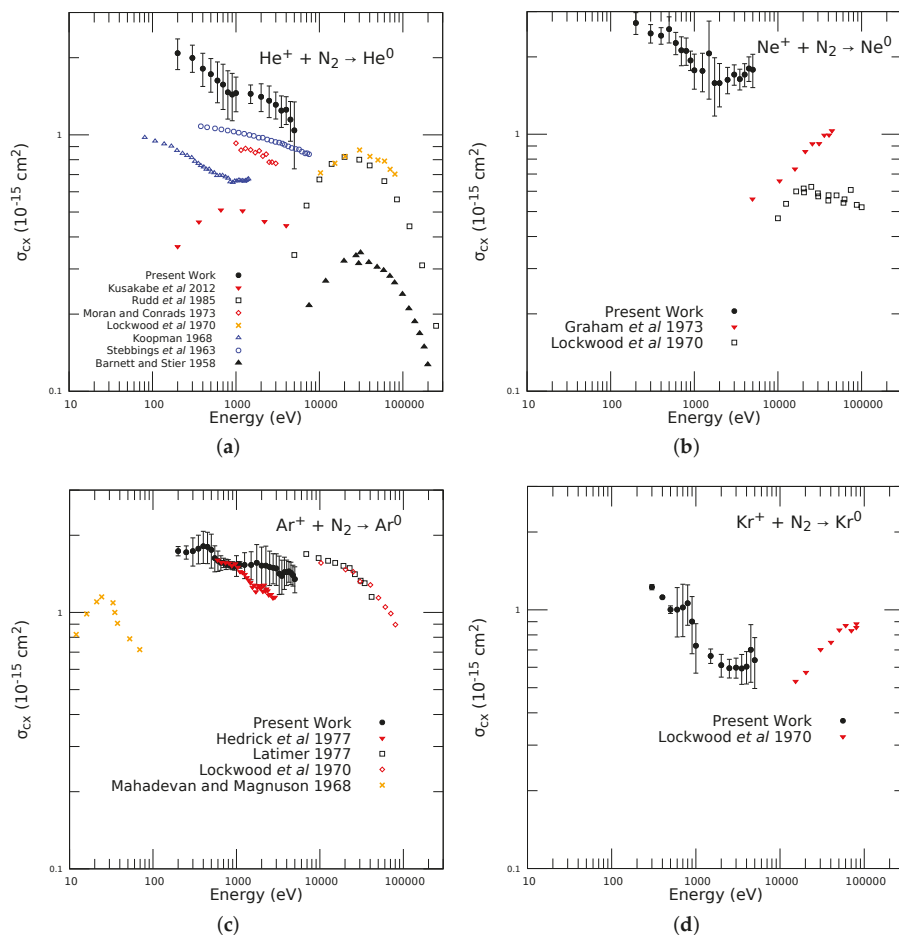 He⁺ + N₂ → He⁰
1
0.1
σcx (10⁻¹⁵ cm²)
Present Work
Kusakabe et al 2012
Rudd et al 1985
Moran and Conrads 1973
Lockwood et al 1970
Koopman 1968
Stebbings et al 1963
Barnett and Stier 1958
10 100 1000 10000 100000
Energy (eV)
(a)
Ne⁺ + N₂ → Ne⁰
1
0.1
σcx (10⁻¹⁵ cm²)
Present Work
Graham et al 1973
Lockwood et al 1970
10 100 1000 10000 100000
Energy (eV)
(b)
Ar⁺ + N₂ → Ar⁰
1
0.1
σcx (10⁻¹⁵ cm²)
Present Work
Hedrick et al 1977
Latimer 1977
Lockwood et al 1970
Mahadevan and Magnuson 1968
10 100 1000 10000 100000
Energy (eV)
(c)
Kr⁺ + N₂ → Kr⁰
1
0.1
σcx (10⁻¹⁵ cm²)
Present Work
Lockwood et al 1970
10 100 1000 10000 100000
Energy (eV)
(d)